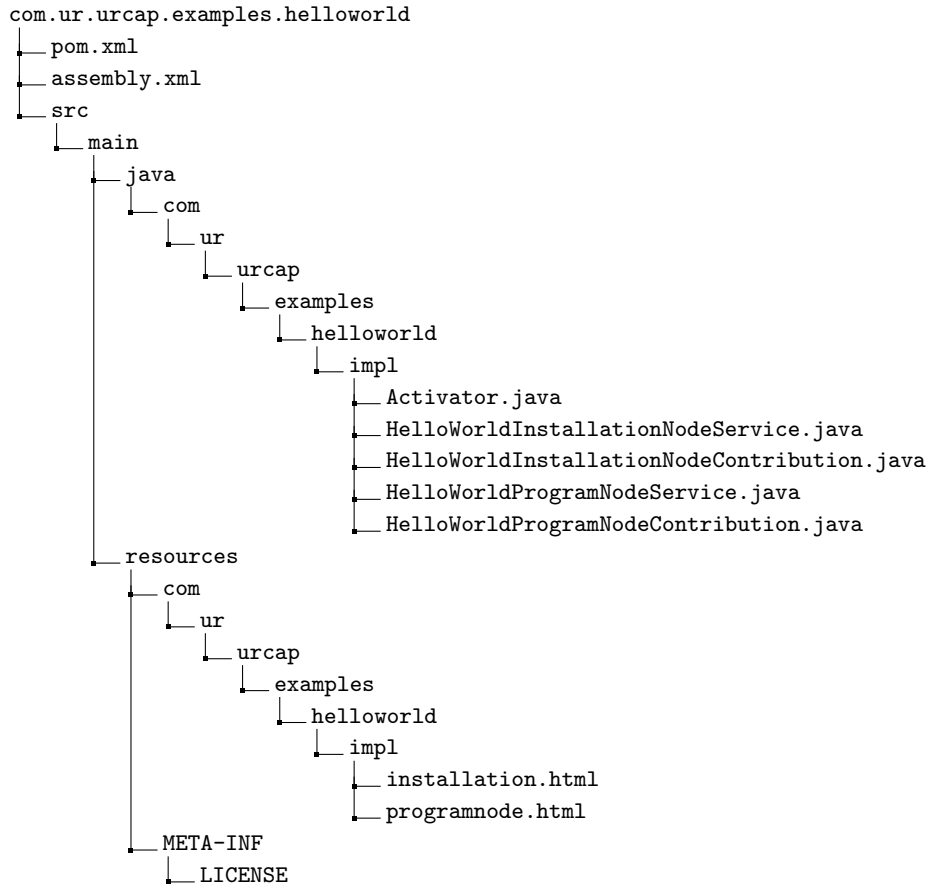 com.ur.urcap.examples.helloworld
pom.xml
assembly.xml
src
main
java
com
ur
urcap
examples
helloworld
impl
Activator.java
HelloWorldInstallationNodeService.java
HelloWorldInstallationNodeContribution.java
HelloWorldProgramNodeService.java
HelloWorldProgramNodeContribution.java
resources
com
ur
urcap
examples
helloworld
impl
installation.html
programnode.html
META-INF
LICENSE